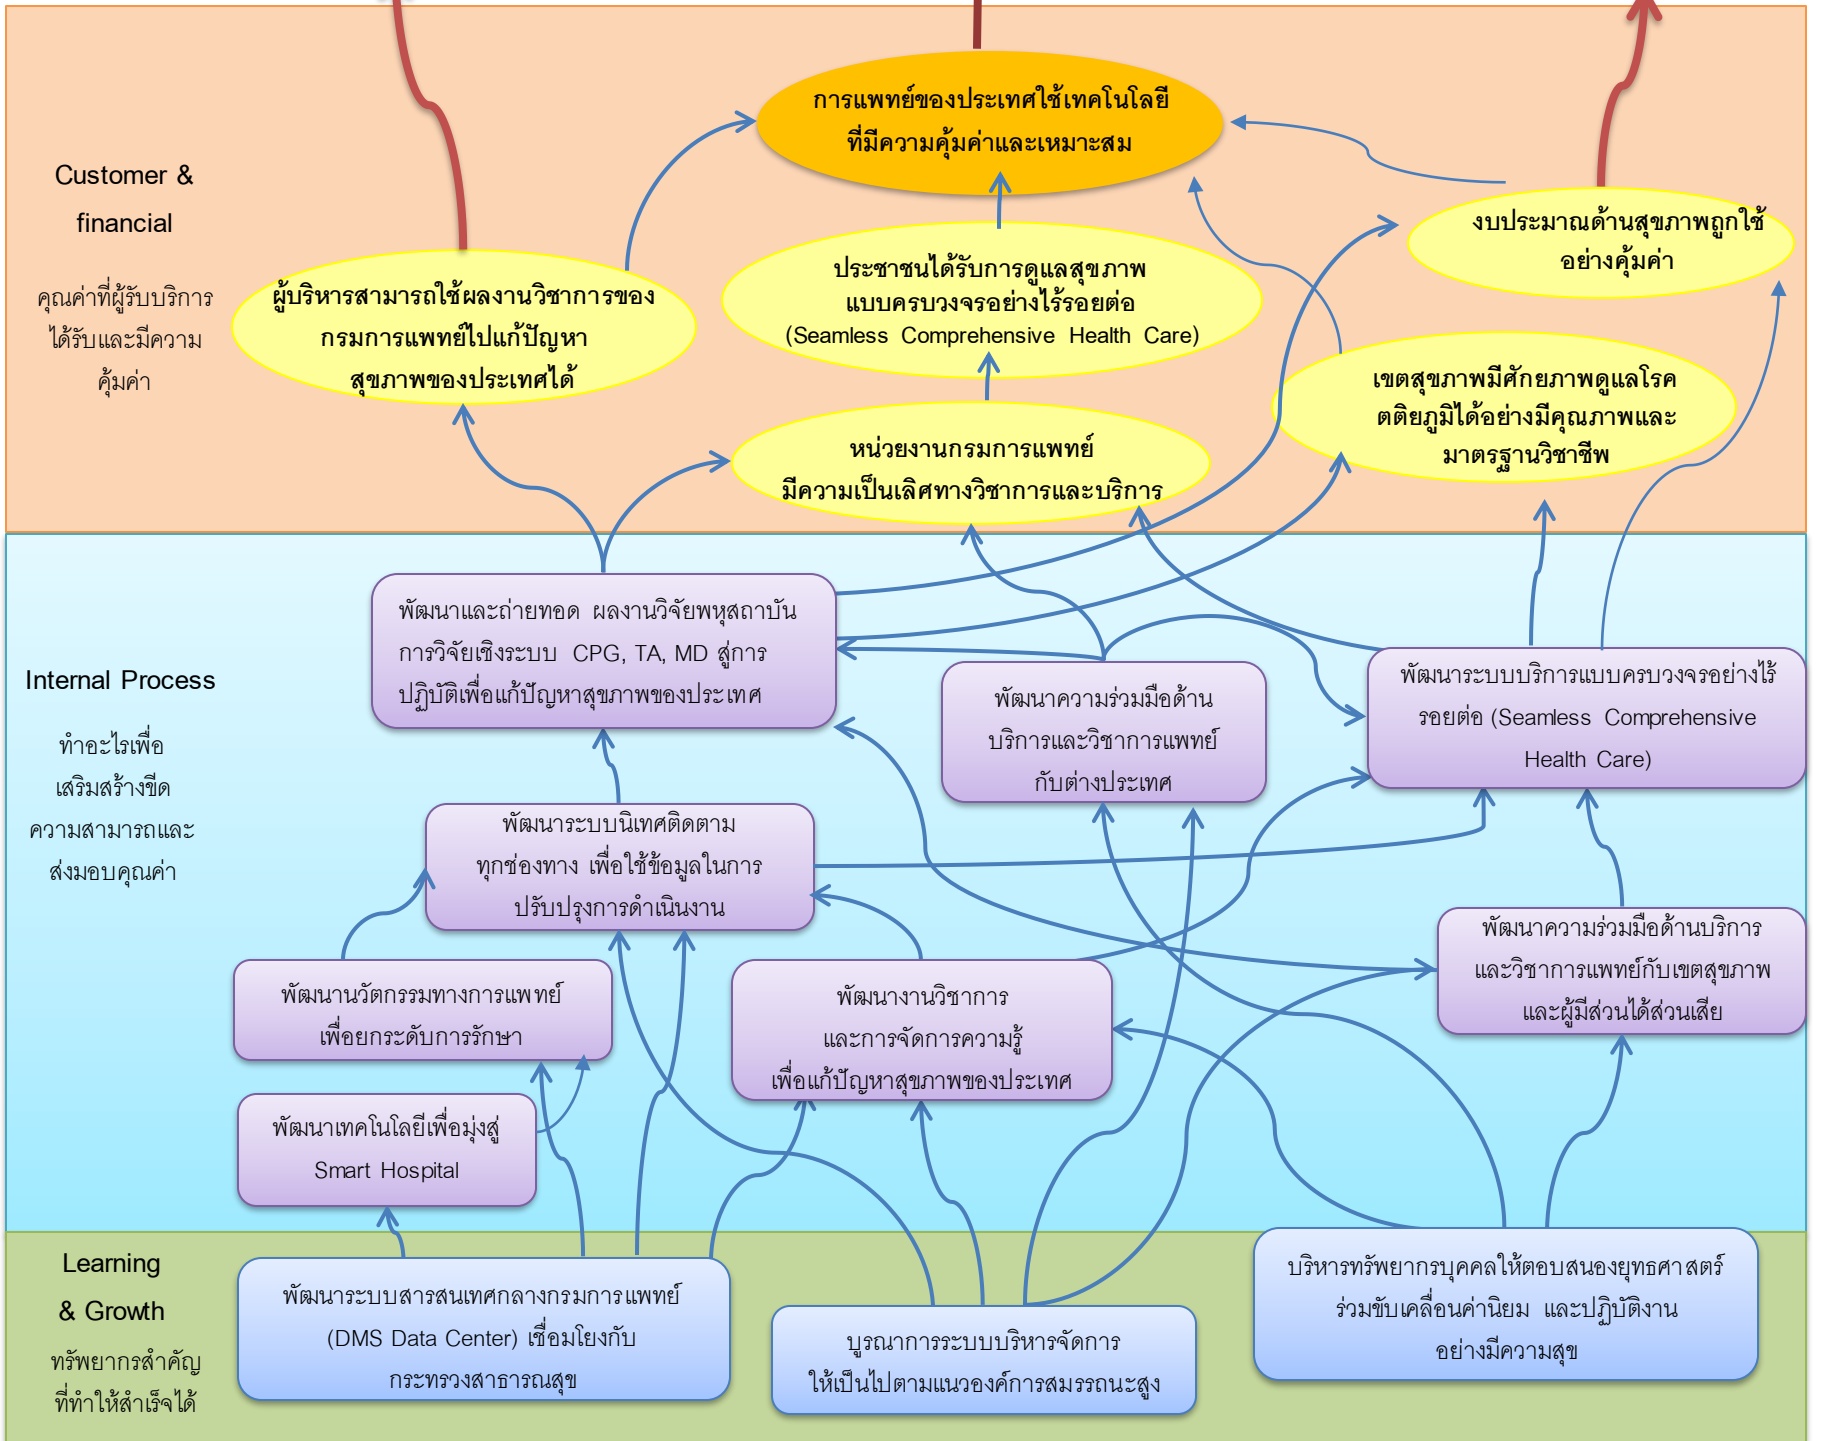 การแพทย์ของประเทศใช้เทคโนโลยี
ที่มีความคุ้มค่าและเหมาะสม
Customer &
financial
คุณค่าที่ผู้รับบริการ
ได้รับและมีความ
คุ้มค่า
งบประมาณด้านสุขภาพถูกใช้
อย่างคุ้มค่า
ประชาชนได้รับการดูแลสุขภาพ
แบบครบวงจรอย่างไร้รอยต่อ
(Seamless Comprehensive Health Care)
ผู้บริหารสามารถใช้ผลงานวิชาการของ
กรมการแพทย์ไปแก้ปัญหา
สุขภาพของประเทศได้
เขตสุขภาพมีศักยภาพดูแลโรค
ตติยภูมิได้อย่างมีคุณภาพและ
มาตรฐานวิชาชีพ
หน่วยงานกรมการแพทย์
มีความเป็นเลิศทางวิชาการและบริการ
Internal Process
ทำอะไรเพื่อ
เสริมสร้างขีด
ความสามารถและ
ส่งมอบคุณค่า
พัฒนาและถ่ายทอด ผลงานวิจัยพหุสถาบัน
การวิจัยเชิงระบบ CPG, TA, MD สู่การ
ปฏิบัติเพื่อแก้ปัญหาสุขภาพของประเทศ
พัฒนาความร่วมมือด้าน
บริการและวิชาการแพทย์
กับต่างประเทศ
พัฒนาระบบบริการแบบครบวงจรอย่างไร้
รอยต่อ (Seamless Comprehensive
Health Care)
พัฒนาระบบนิเทศติดตาม
ทุกช่องทาง เพื่อใช้ข้อมูลในการ
ปรับปรุงการดำเนินงาน
พัฒนาความร่วมมือด้านบริการ
และวิชาการแพทย์กับเขตสุขภาพ
และผู้มีส่วนได้ส่วนเสีย
พัฒนานวัตกรรมทางการแพทย์
เพื่อยกระดับการรักษา
พัฒนางานวิชาการ
และการจัดการความรู้
เพื่อแก้ปัญหาสุขภาพของประเทศ
พัฒนาเทคโนโลยีเพื่อมุ่งสู่
Smart Hospital
Learning
& Growth
ทรัพยากรสำคัญ
ที่ทำให้สำเร็จได้
พัฒนาระบบสารสนเทศกลางกรมการแพทย์
(DMS Data Center) เชื่อมโยงกับ
กระทรวงสาธารณสุข
บูรณาการระบบบริหารจัดการ
ให้เป็นไปตามแนวองค์การสมรรถนะสูง
บริหารทรัพยากรบุคคลให้ตอบสนองยุทธศาสตร์
ร่วมขับเคลื่อนค่านิยม และปฏิบัติงาน
อย่างมีความสุข